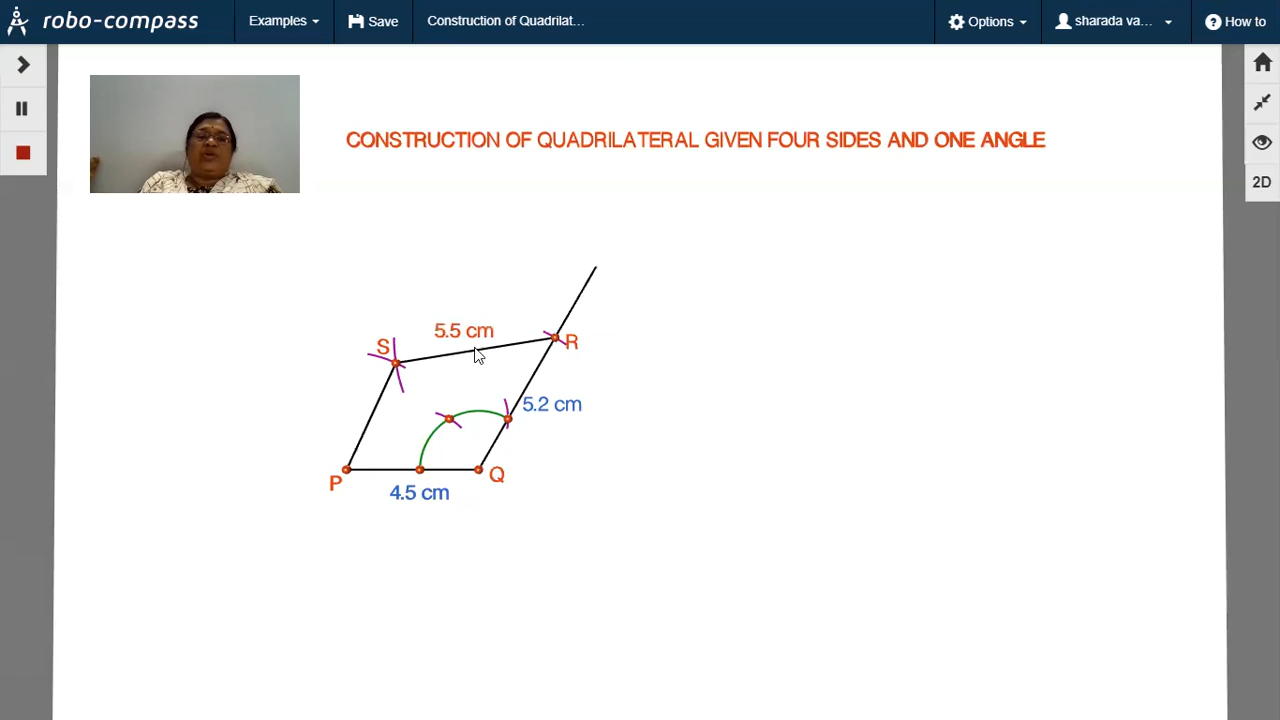 robo-compass Examples Save Construction of Quadrilat... Options sharada va... How to
2D
CONSTRUCTION OF QUADRILATERAL GIVEN FOUR SIDES AND ONE ANGLE
5.5 cm
S
R
5.2 cm
P
Q
4.5 cm